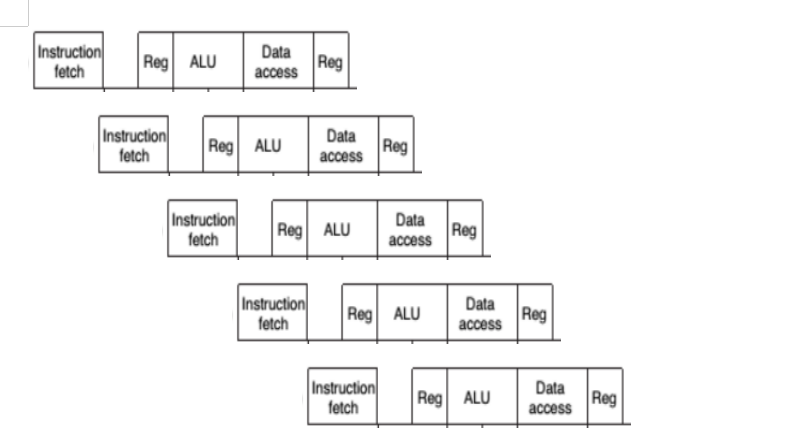 Instruction
fetch
Reg
ALU
Data
access
Reg
Instruction
fetch
Reg
ALU
Data
access
Reg
Instruction
fetch
Reg
ALU
Data
access
Reg
Instruction
fetch
Reg
ALU
Data
access
Reg
Instruction
fetch
Reg
ALU
Data
access
Reg